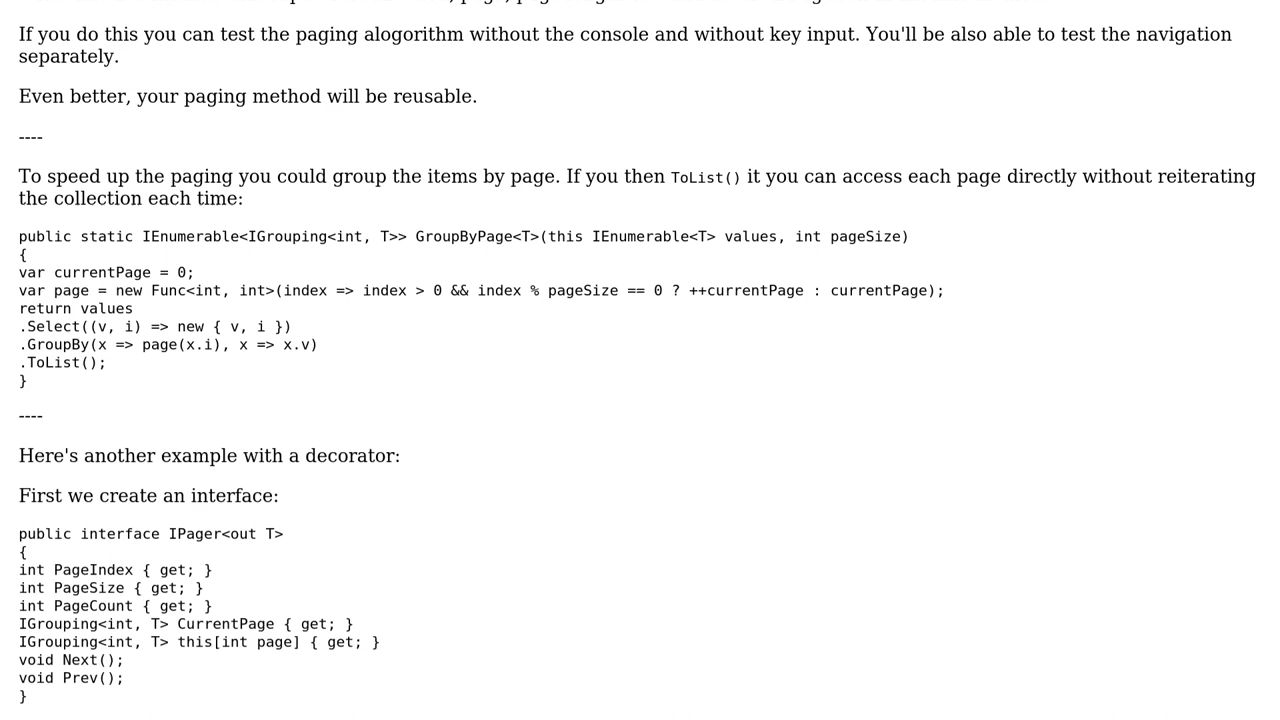 If you do this you can test the paging alogorithm without the console and without key input. You'll be also able to test the navigation
separately.
Even better, your paging method will be reusable.
----
To speed up the paging you could group the items by page. If you then ToList() it you can access each page directly without reiterating
the collection each time:
public static IEnumerable<IGrouping<int, T>> GroupByPage<T>(this IEnumerable<T> values, int pageSize)
{
var currentPage = 0;
var page = new Func<int, int>(index => index > 0 && index % pageSize == 0 ? ++currentPage : currentPage);
return values
.Select((v, i) => new { v, i })
.GroupBy(x => page(x.i), x => x.v)
.ToList();
}
----
Here's another example with a decorator:
First we create an interface:
public interface IPager<out T>
{
int PageIndex { get; }
int PageSize { get; }
int PageCount { get; }
IGrouping<int, T> CurrentPage { get; }
IGrouping<int, T> this[int page] { get; }
void Next();
void Prev();
}